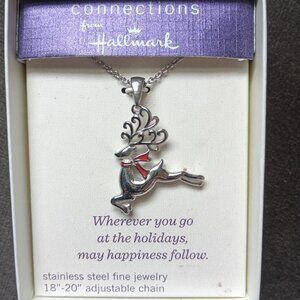 connections
from
Hallmark
Wherever you go
at the holidays,
may happiness follow.
stainless steel fine jewelry
18"-20" adjustable chain